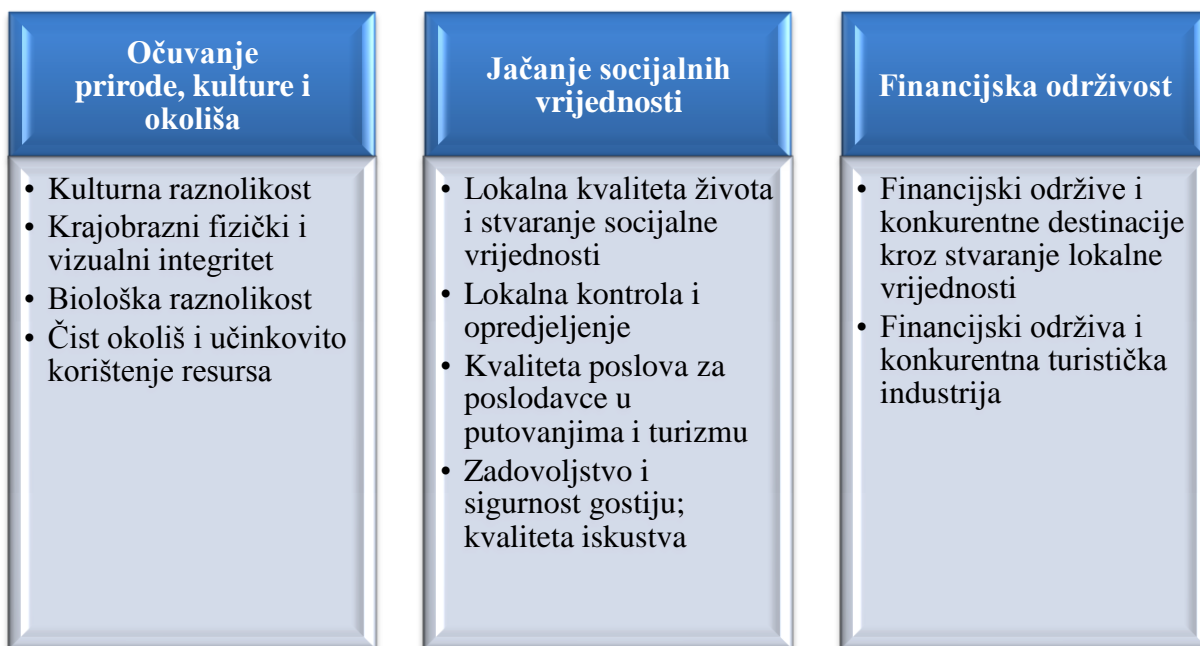 Očuvanje
prirode, kulture i
okoliša
• Kulturna raznolikost
• Krajobrazni fizički i
vizualni integritet
• Biološka raznolikost
• Čist okoliš i učinkovito
korištenje resursa
Jačanje socijalnih
vrijednosti
• Lokalna kvaliteta života
i stvaranje socijalne
vrijednosti
• Lokalna kontrola i
opredjeljenje
• Kvaliteta poslova za
poslodavce u
putovanjima i turizmu
• Zadovoljstvo i
sigurnost gostiju;
kvaliteta iskustva
Financijska održivost
• Financijski održive i
konkurentne destinacije
kroz stvaranje lokalne
vrijednosti
• Financijski održiva i
konkurentna turistička
industrija